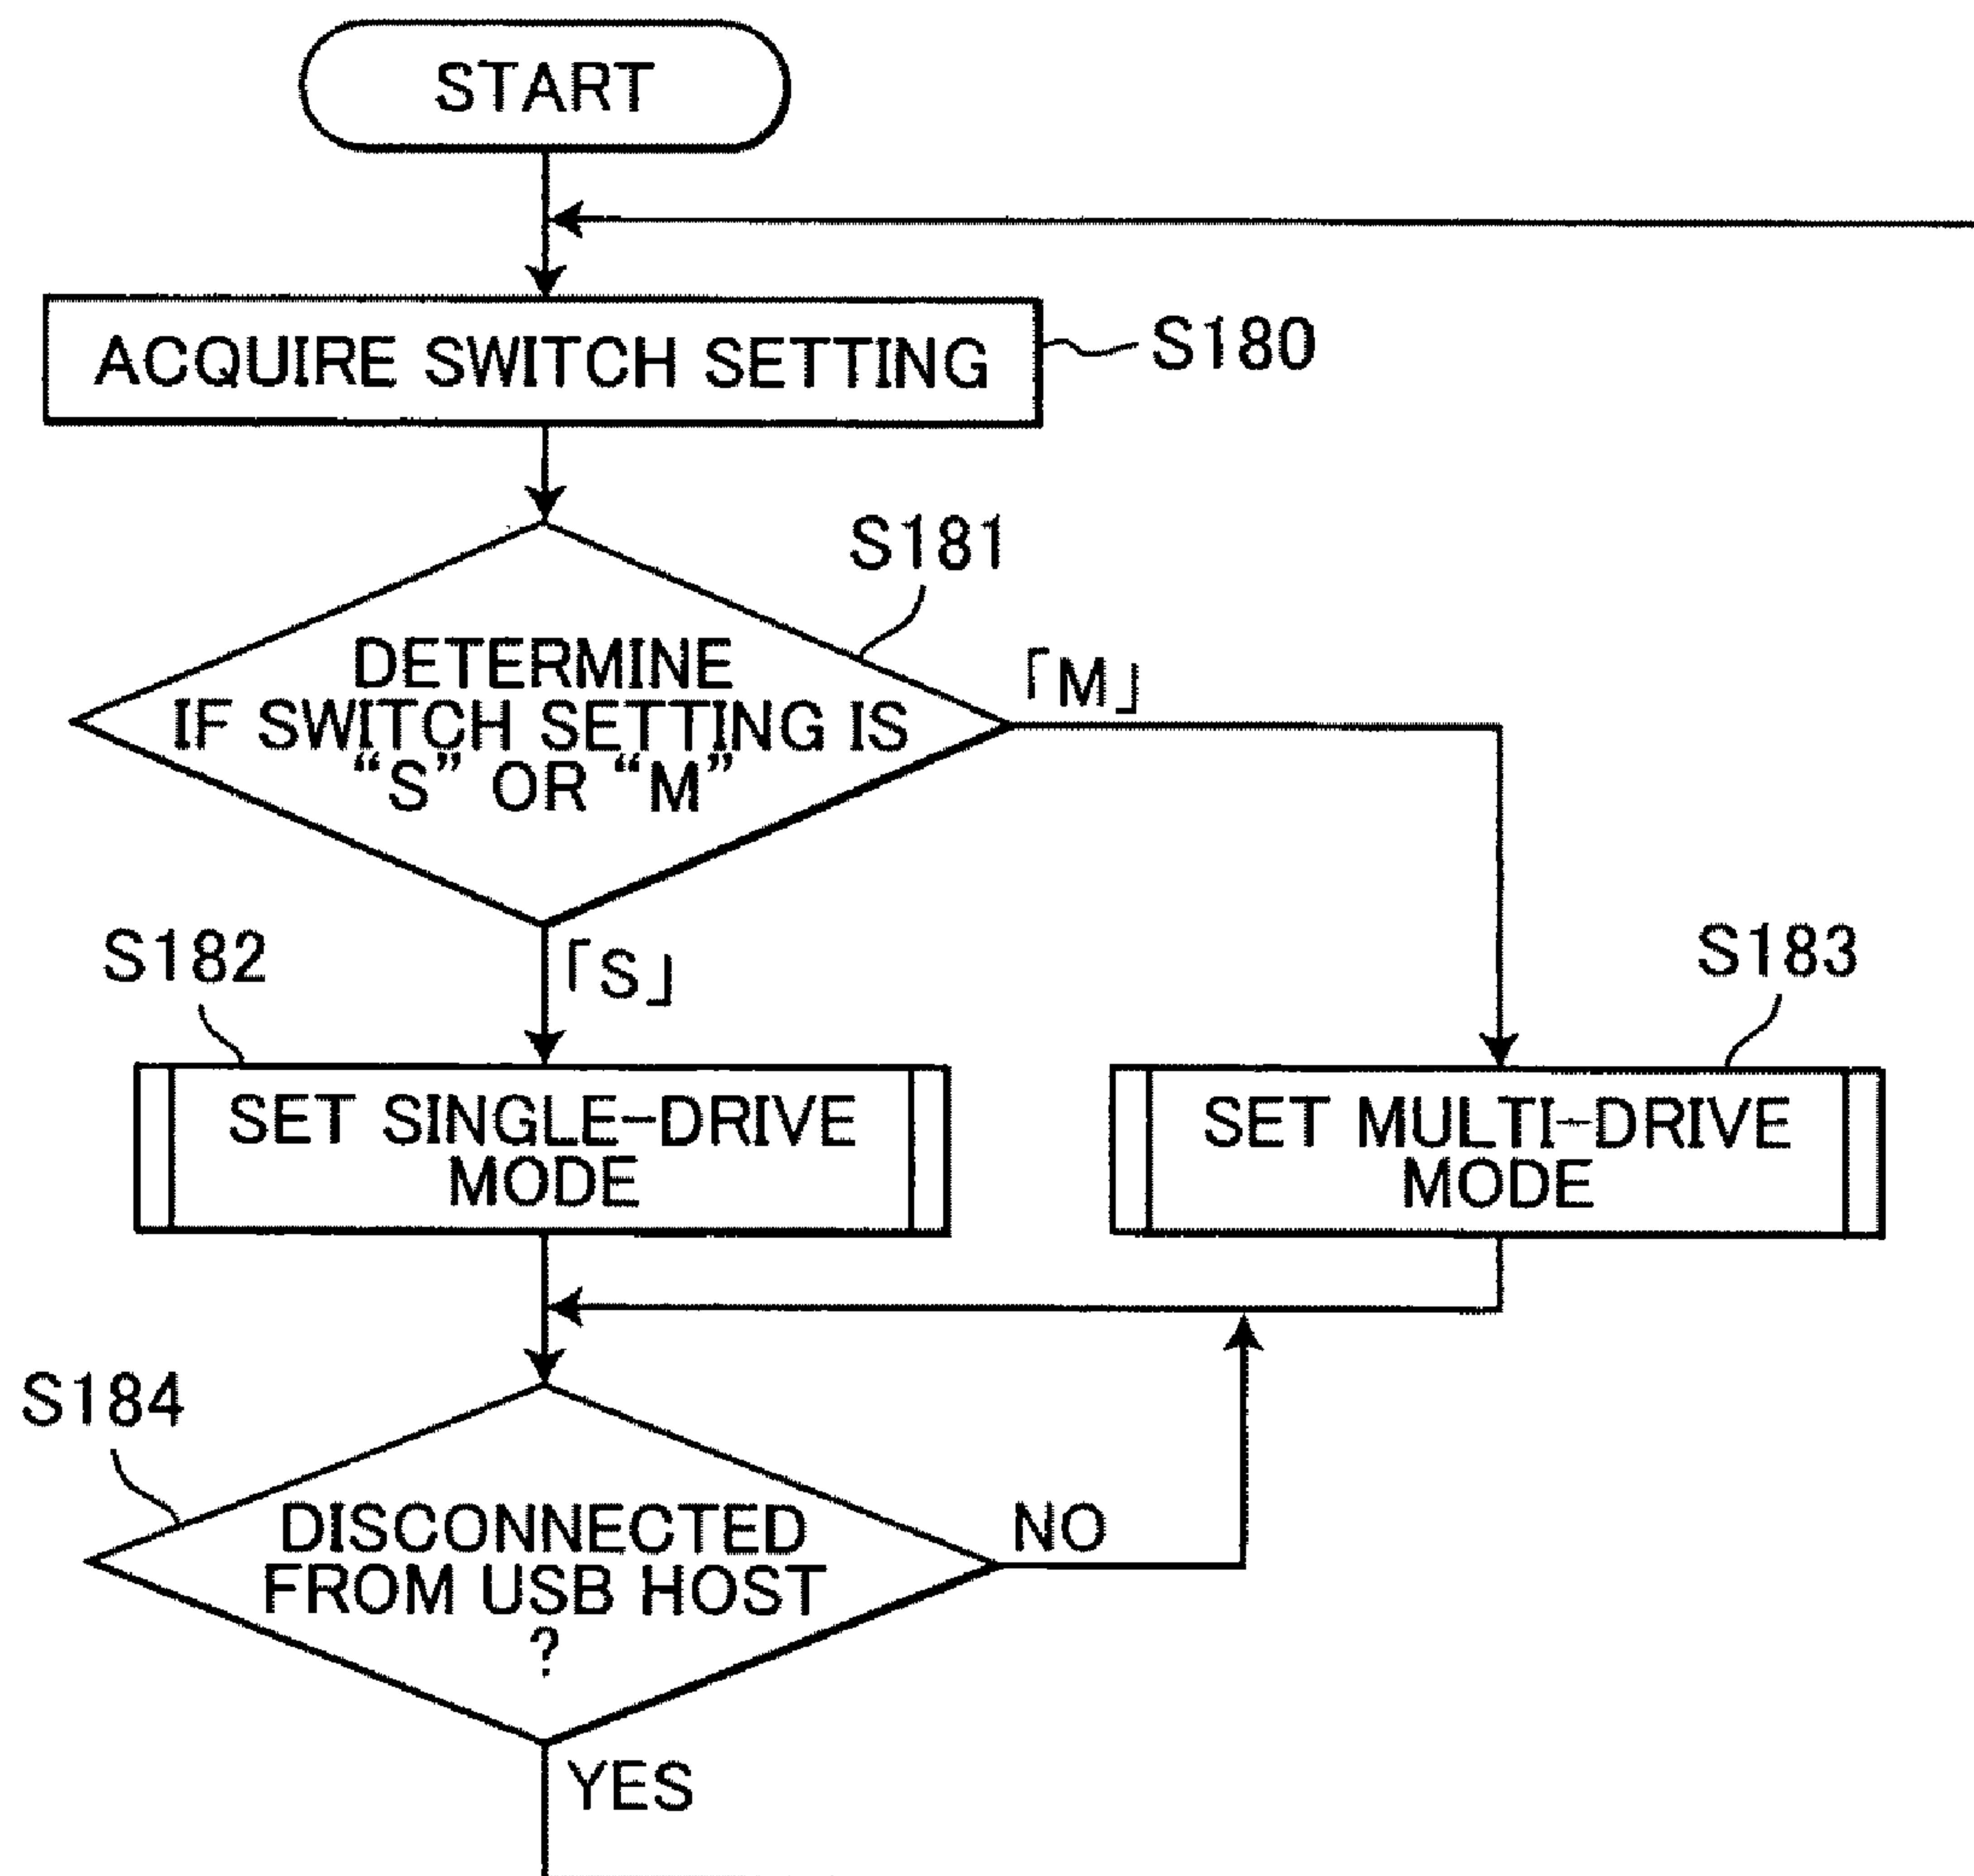 START
ACQUIRE SWITCH SETTING
S180
S181
DETERMINE
IF SWITCH SETTING IS
“S” OR “M”
「M」
「S」
S182
S183
SET SINGLE-DRIVE
MODE
SET MULTI-DRIVE
MODE
S184
DISCONNECTED
FROM USB HOST
?
NO
YES